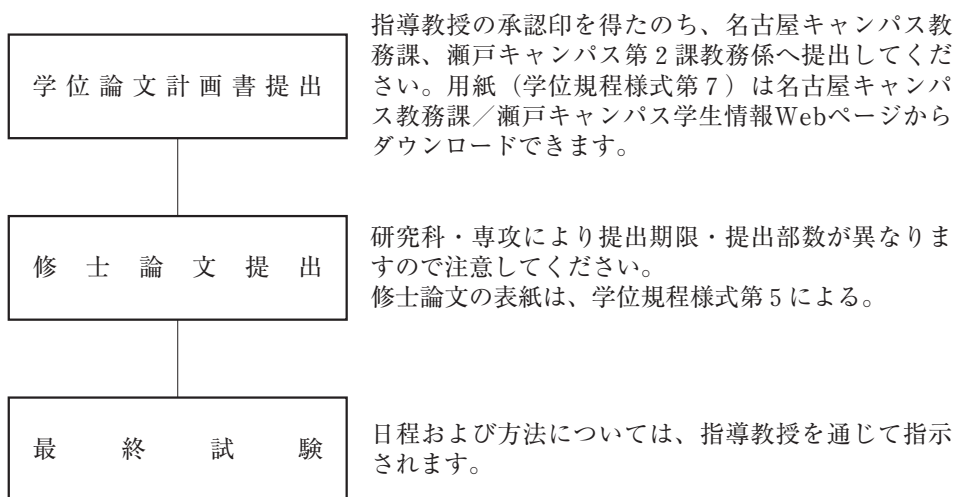 学位論文計画書提出
指導教授の承認印を得たのち、名古屋キャンパス教
務課、瀬戸キャンパス第2課教務係へ提出してくだ
さい。用紙（学位規程様式第7）は名古屋キャンパ
ス教務課／瀬戸キャンパス学生情報Webページから
ダウンロードできます。
修士論文提出
研究科・専攻により提出期限・提出部数が異なりま
すので注意してください。
修士論文の表紙は、学位規程様式第5による。
最終試験
日程および方法については、指導教授を通じて指示
されます。